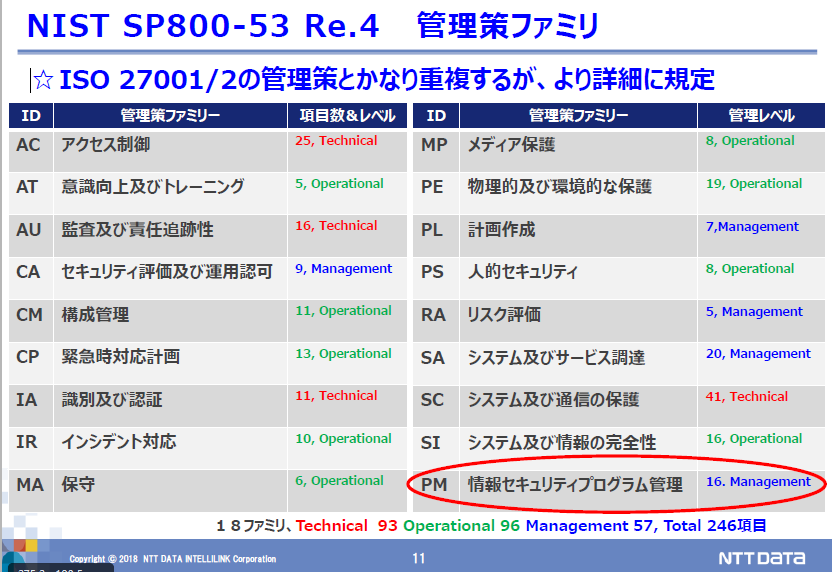 NIST SP800-53 Re.4 管理策ファミリ
☆ ISO 27001/2の管理策とかなり重複するが、より詳細に規定
ID 管理策ファミリー 項目数＆レベル
AC アクセス制御 25, Technical
AT 意識向上及びトレーニング 5, Operational
AU 監査及び責任追跡性 16, Technical
CA セキュリティ評価及び運用認可 9, Management
CM 構成管理 11, Operational
CP 緊急時対応計画 13, Operational
IA 識別及び認証 11, Technical
IR インシデント対応 10, Operational
MA 保守 6, Operational
ID 管理策ファミリー 管理レベル
MP メディア保護 8, Operational
PE 物理的及び環境的な保護 19, Operational
PL 計画作成 7,Management
PS 人的セキュリティ 8, Operational
RA リスク評価 5, Management
SA システム及びサービス調達 20, Management
SC システム及び通信の保護 41, Technical
SI システム及び情報の完全性 16, Operational
PM 情報セキュリティプログラム管理 16. Management
１８ファミリ、Technical 93 Operational 96 Management 57, Total 246項目
Copyright © 2018 NTT DATA INTELLILINK Corporation
11
NTT DATA